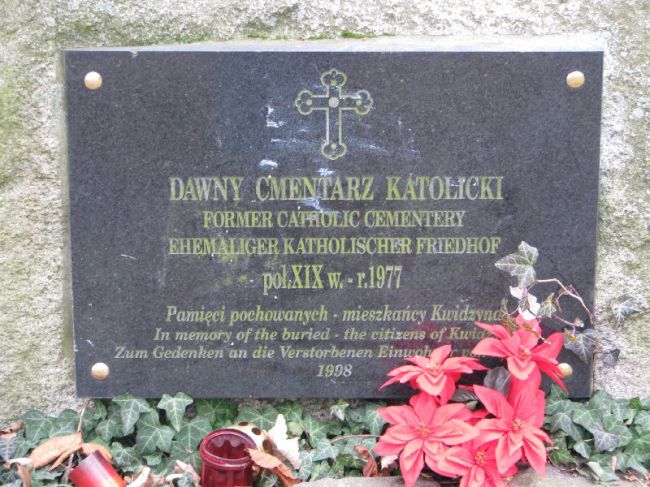 DAWNY CMENTARZ KATOLICKI
FORMER CATHOLIC CEMENTERY
EHEMALIGER KATHOLISCHER FRIEDHOF
poł.XIX w. - r.1977
Pamięci pochowanych - mieszkańcy Kwidzyna
In memory of the buried - the citizens of
Zum Gedenken an die Verstorbenen
1998